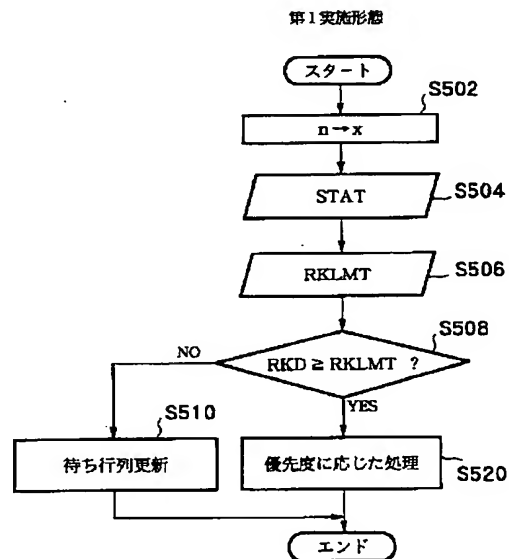 第1実施形態
スタート
S502
n→x
STAT
S504
RKLMT
S506
S508
RKD ≧ RKLMT ?
NO
YES
S510
待ち行列更新
優先度に応じた処理
S520
エンド